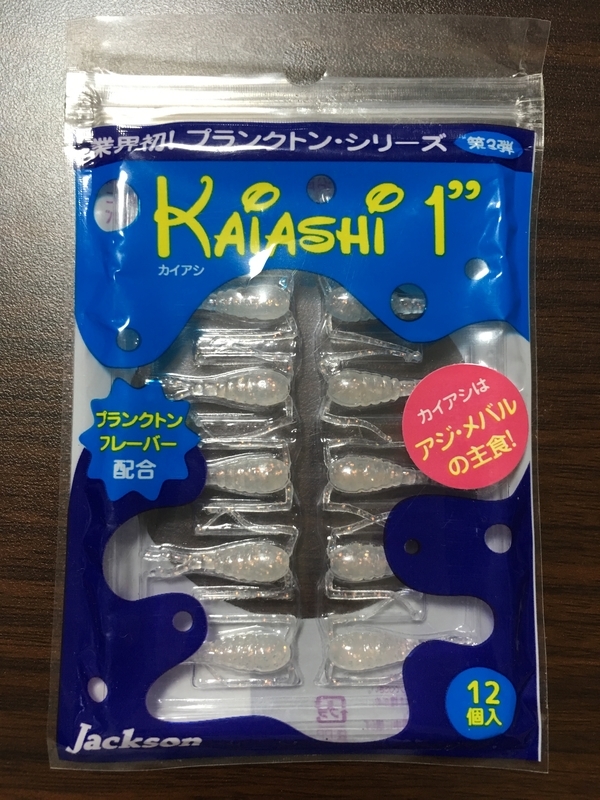 業界初!プランクトン・シリーズ 第3弾
KAIASHI 1"
カイアシ
プランクトン
フレーバー
配合
カイアシは
アジ・メバル
の主食!
12
個入
Jackson